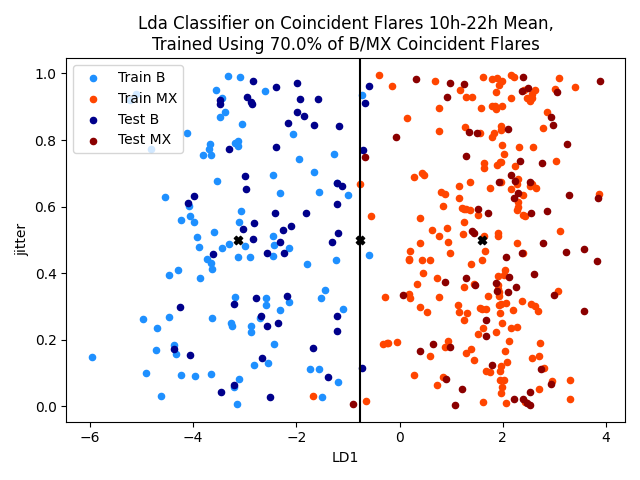 Lda Classifier on Coincident Flares 10h-22h Mean,
Trained Using 70.0% of B/MX Coincident Flares
Train B
Train MX
Test B
Test MX
1.0
0.8
0.6
0.4
0.2
0.0
jitter
−6
−4
−2
0
2
4
LD1